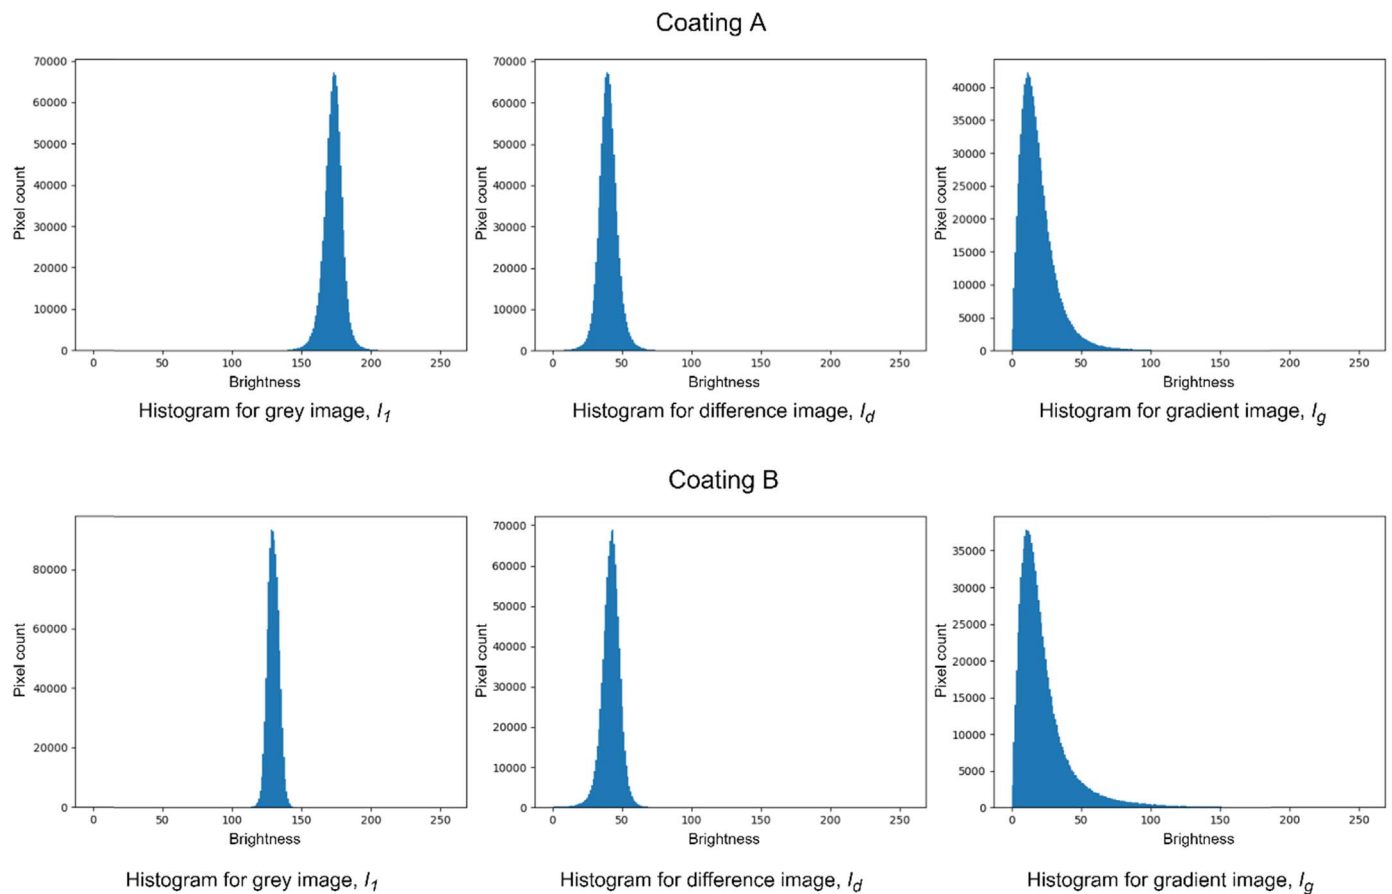 Coating A
70000
60000
50000
40000
30000
20000
10000
0
Pixel count
0 50 100 150 200 250
Brightness
Histogram for grey image, I1
70000
60000
50000
40000
30000
20000
10000
0
Pixel count
0 50 100 150 200 250
Brightness
Histogram for difference image, Id
40000
35000
30000
25000
20000
15000
10000
5000
0
Pixel count
0 50 100 150 200 250
Brightness
Histogram for gradient image, Ig
Coating B
80000
60000
40000
20000
0
Pixel count
0 50 100 150 200 250
Brightness
Histogram for grey image, I1
70000
60000
50000
40000
30000
20000
10000
0
Pixel count
0 50 100 150 200 250
Brightness
Histogram for difference image, Id
35000
30000
25000
20000
15000
10000
5000
0
Pixel count
0 50 100 150 200 250
Brightness
Histogram for gradient image, Ig